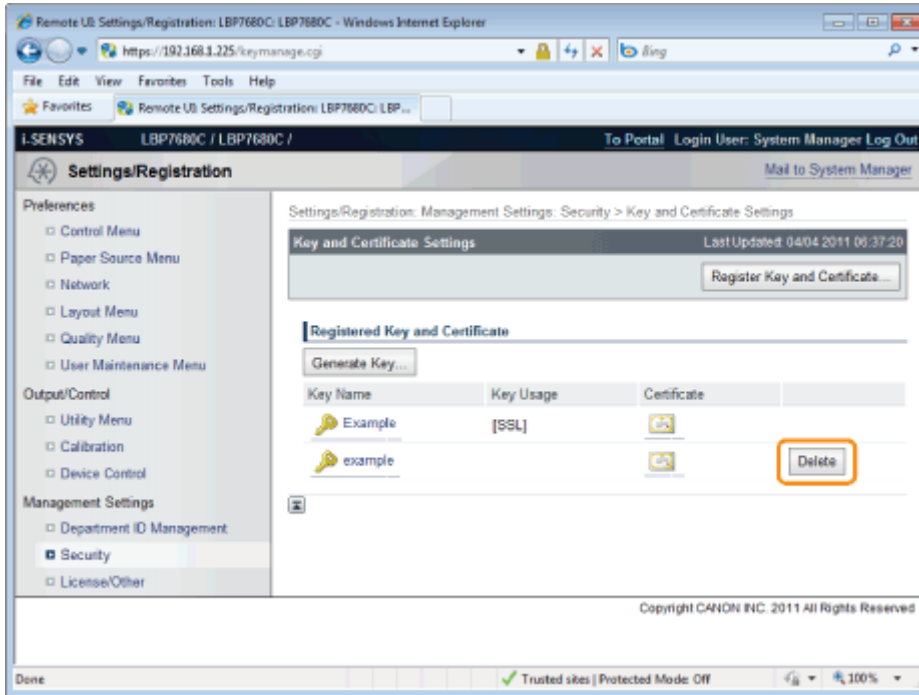 Remote UI: Settings/Registration: LBP7680C: LBP7680C - Windows Internet Explorer
https://192.168.1.225/keymanage.cgi
Bing
File Edit View Favorites Tools Help
Favorites Remote UI: Settings/Registration: LBP7680C: LBP...
i-SENSYS LBP7680C / LBP7680C / To Portal Login User: System Manager Log Out
Settings/Registration Mail to System Manager
Preferences
Control Menu
Paper Source Menu
Network
Layout Menu
Quality Menu
User Maintenance Menu
Output/Control
Utility Menu
Calibration
Device Control
Management Settings
Department ID Management
Security
License/Other
Settings/Registration: Management Settings: Security > Key and Certificate Settings
Key and Certificate Settings Last Updated: 04/04 2011 06:37:20
Register Key and Certificate...
Registered Key and Certificate
Generate Key...
Key Name Key Usage Certificate
Example [SSL]
example Delete
Copyright CANON INC. 2011 All Rights Reserved
Done Trusted sites | Protected Mode: Off 100%